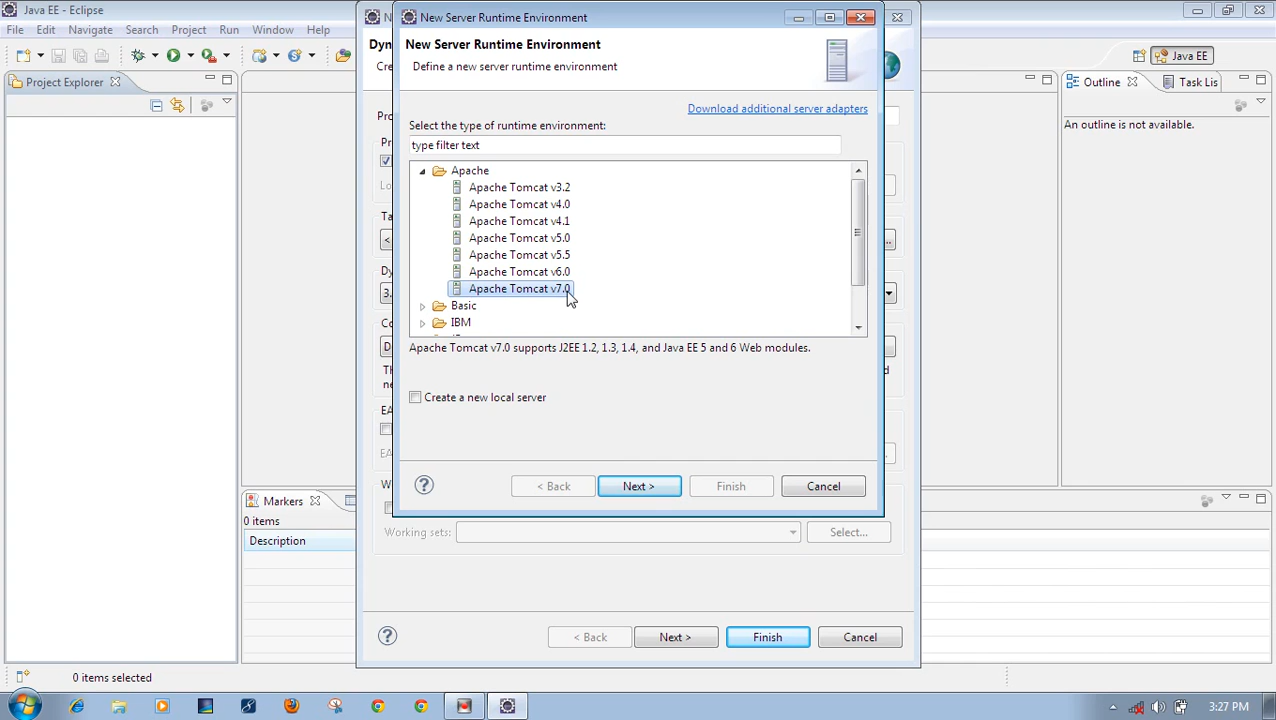 Java EE - Eclipse
New Server Runtime Environment
File Edit Navigate Search Project Run Window Help
New Server Runtime Environment
Define a new server runtime environment
Java EE
Project Explorer
Outline
Task Lis
Download additional server adapters
An outline is not available.
Select the type of runtime environment:
type filter text
Apache
Apache Tomcat v3.2
Apache Tomcat v4.0
Apache Tomcat v4.1
Apache Tomcat v5.0
Apache Tomcat v5.5
Apache Tomcat v6.0
Apache Tomcat v7.0
Basic
IBM
Apache Tomcat v7.0 supports J2EE 1.2, 1.3, 1.4, and Java EE 5 and 6 Web modules.
Create a new local server
< Back Next > Finish Cancel
Markers
0 items
Description
Working sets: Select...
< Back Next > Finish Cancel
0 items selected
3:27 PM